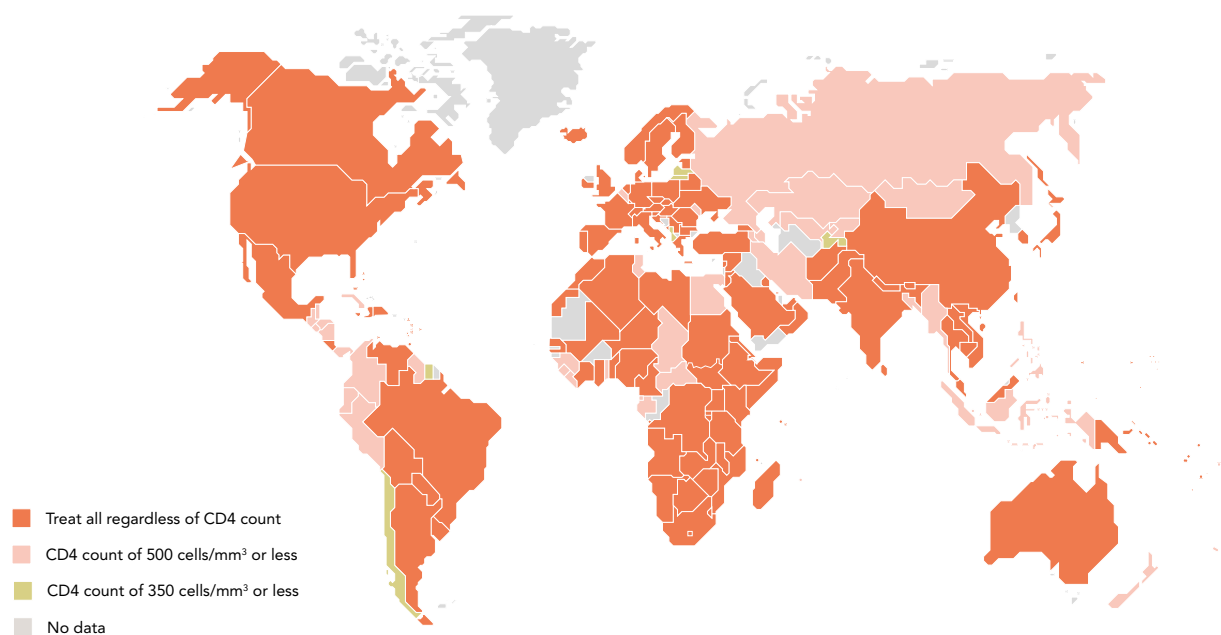 Treat all regardless of CD4 count
CD4 count of 500 cells/mm³ or less
CD4 count of 350 cells/mm³ or less
No data